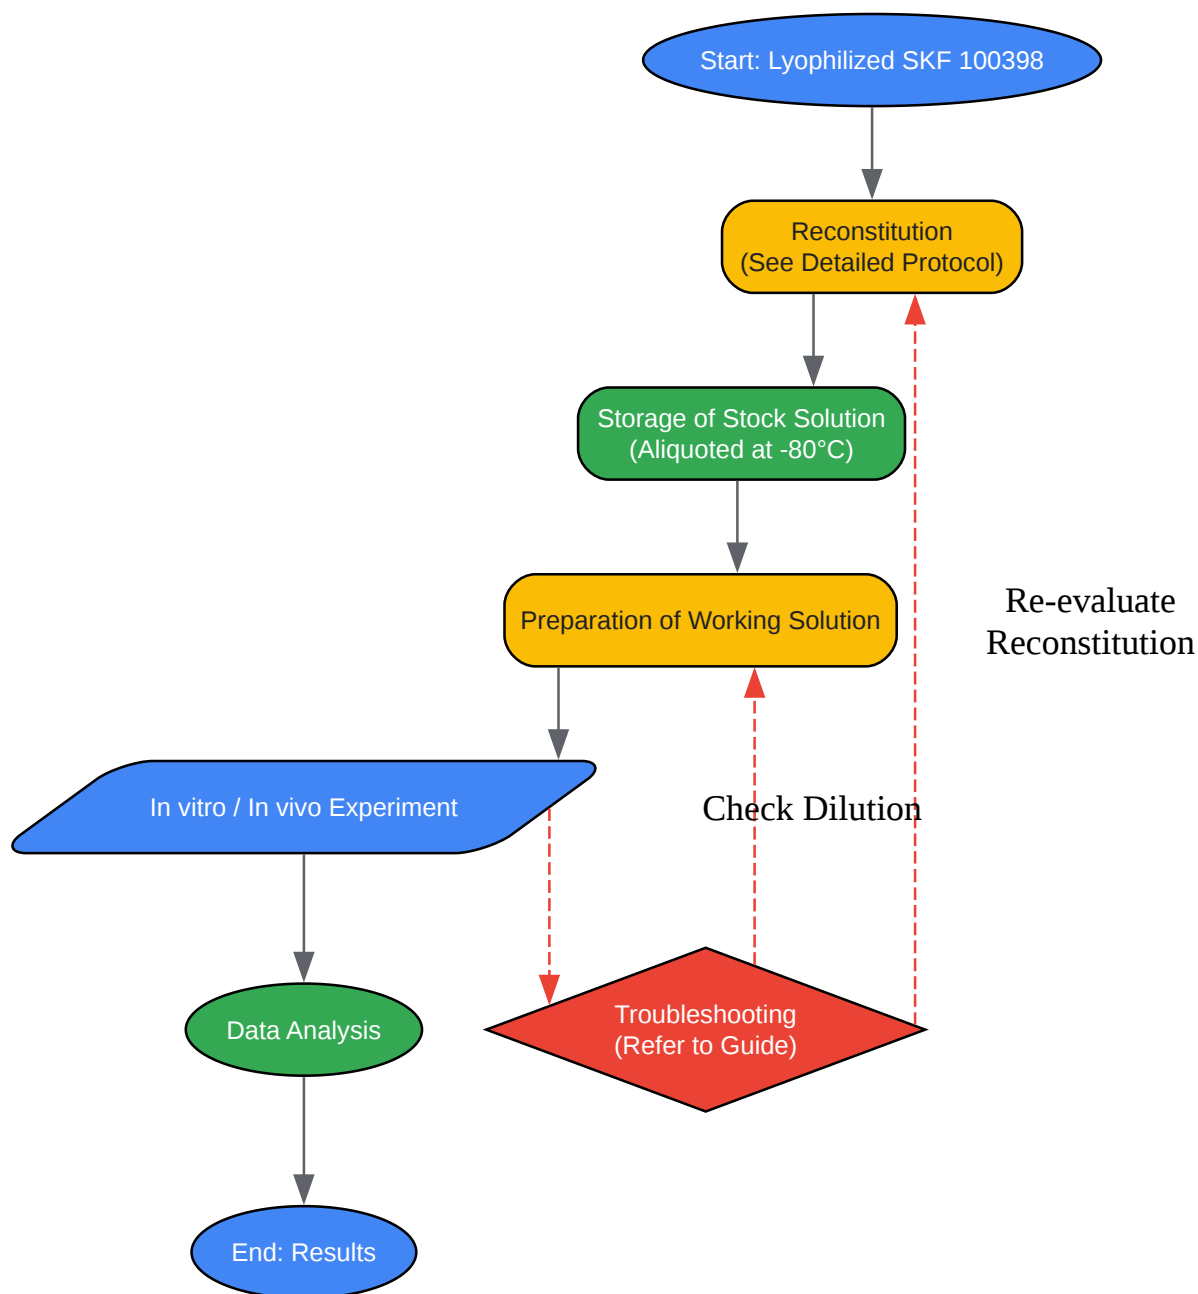 Start: Lyophilized SKF 100398
Reconstitution
(See Detailed Protocol)
Storage of Stock Solution
(Aliquoted at -80°C)
Preparation of Working Solution
Re-evaluate
Reconstitution
In vitro / In vivo Experiment
Check Dilution
Troubleshooting
(Refer to Guide)
Data Analysis
End: Results